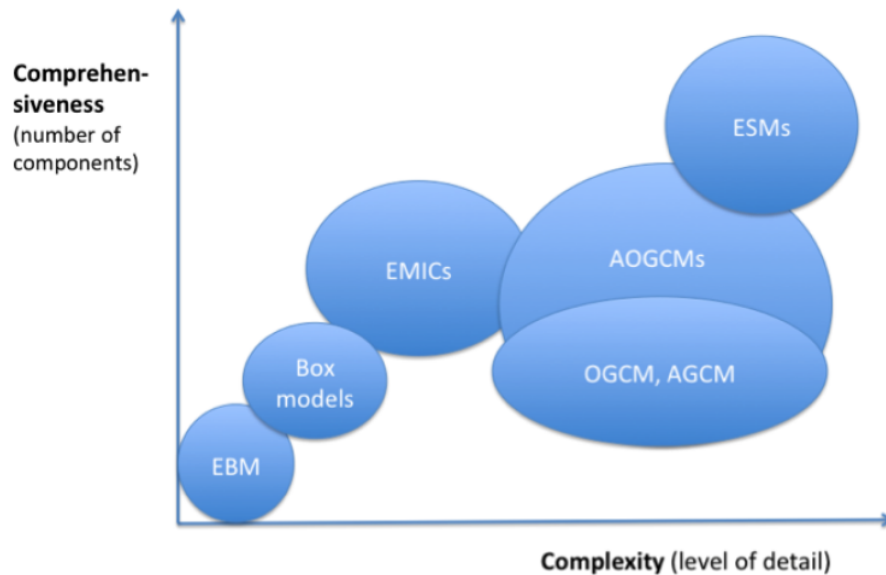 Comprehen-
siveness
(number of
components)
ESMs
EMICs
AOGCMs
Box
models
OGCM, AGCM
EBM
Complexity (level of detail)